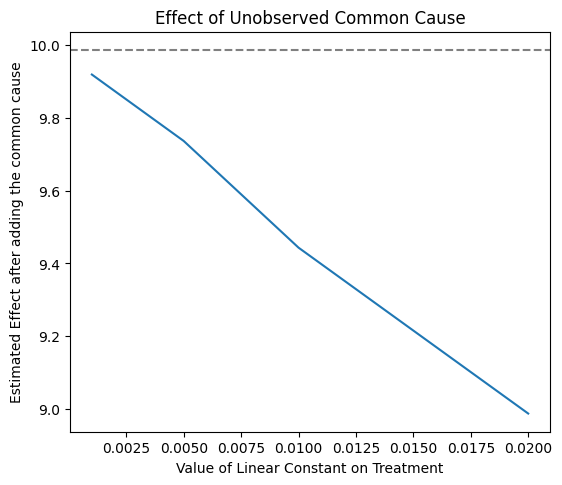 Effect of Unobserved Common Cause
Estimated Effect after adding the common cause
10.0
9.8
9.6
9.4
9.2
9.0
0.0025 0.0050 0.0075 0.0100 0.0125 0.0150 0.0175 0.0200
Value of Linear Constant on Treatment